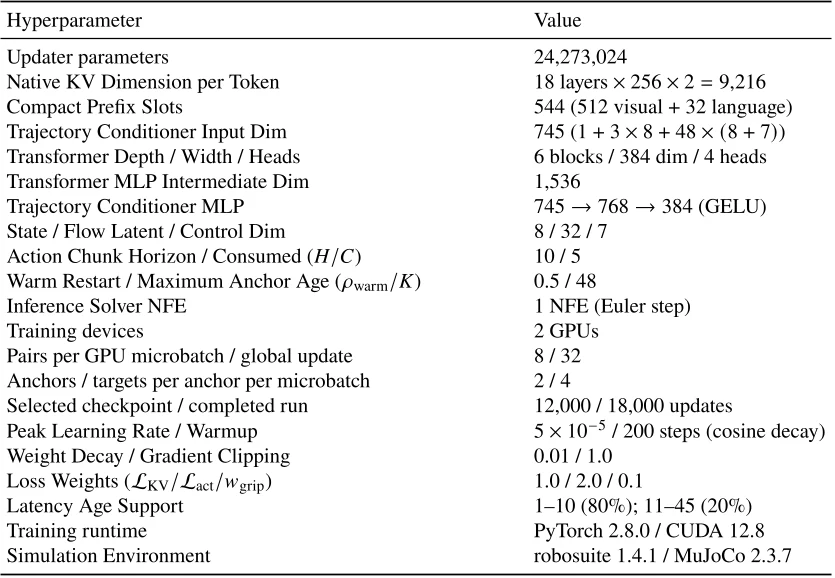 Hyperparameter Value
Updater parameters 24,273,024
Native KV Dimension per Token 18 layers × 256 × 2 = 9,216
Compact Prefix Slots 544 (512 visual + 32 language)
Trajectory Conditioner Input Dim 745 (1 + 3 × 8 + 48 × (8 + 7))
Transformer Depth / Width / Heads 6 blocks / 384 dim / 4 heads
Transformer MLP Intermediate Dim 1,536
Trajectory Conditioner MLP 745 → 768 → 384 (GELU)
State / Flow Latent / Control Dim 8 / 32 / 7
Action Chunk Horizon / Consumed (H/C) 10 / 5
Warm Restart / Maximum Anchor Age (ρwarm/K) 0.5 / 48
Inference Solver NFE 1 NFE (Euler step)
Training devices 2 GPUs
Pairs per GPU microbatch / global update 8 / 32
Anchors / targets per anchor per microbatch 2 / 4
Selected checkpoint / completed run 12,000 / 18,000 updates
Peak Learning Rate / Warmup 5 × 10⁻⁵ / 200 steps (cosine decay)
Weight Decay / Gradient Clipping 0.01 / 1.0
Loss Weights (ℒKV/ℒact/wgrip) 1.0 / 2.0 / 0.1
Latency Age Support 1–10 (80%); 11–45 (20%)
Training runtime PyTorch 2.8.0 / CUDA 12.8
Simulation Environment robosuite 1.4.1 / MuJoCo 2.3.7